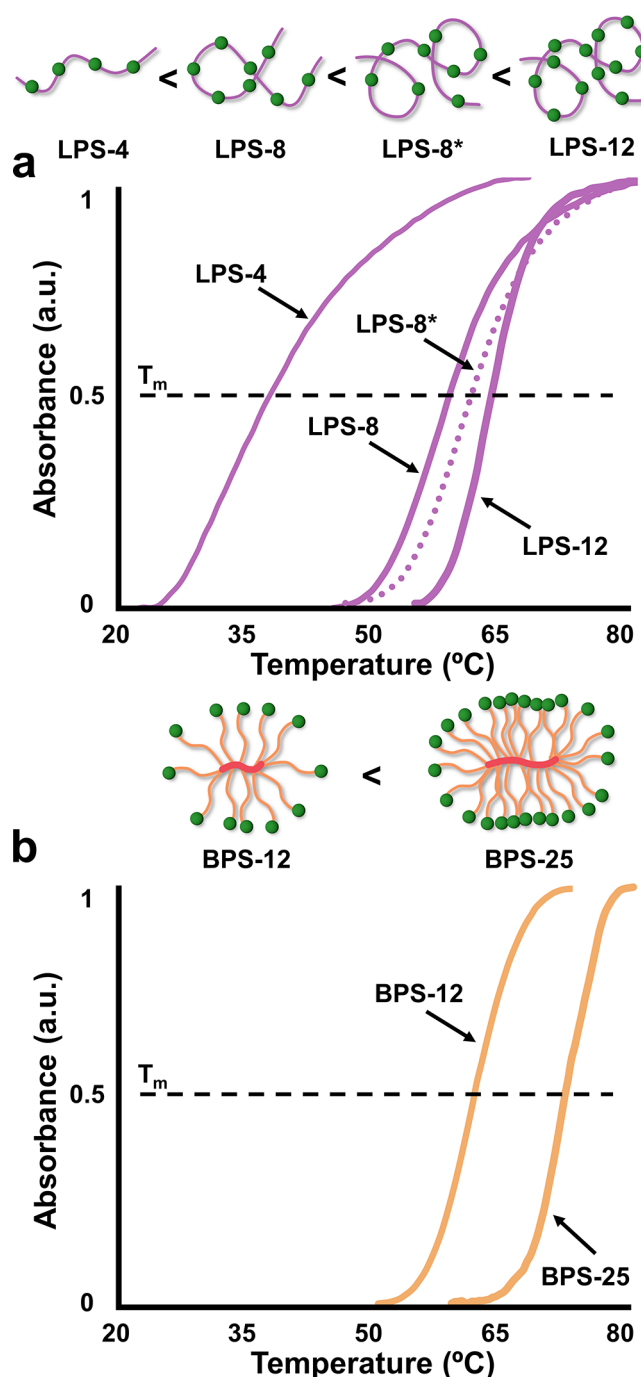 < < <
LPS-4 LPS-8 LPS-8* LPS-12
a
1
LPS-4
LPS-8*
Tm
0.5
LPS-8
LPS-12
0
Absorbance (a.u.)
20 35 50 65 80
Temperature (ºC)
<
BPS-12 BPS-25
b
1
BPS-12
Tm
0.5
BPS-25
0
Absorbance (a.u.)
20 35 50 65 80
Temperature (ºC)